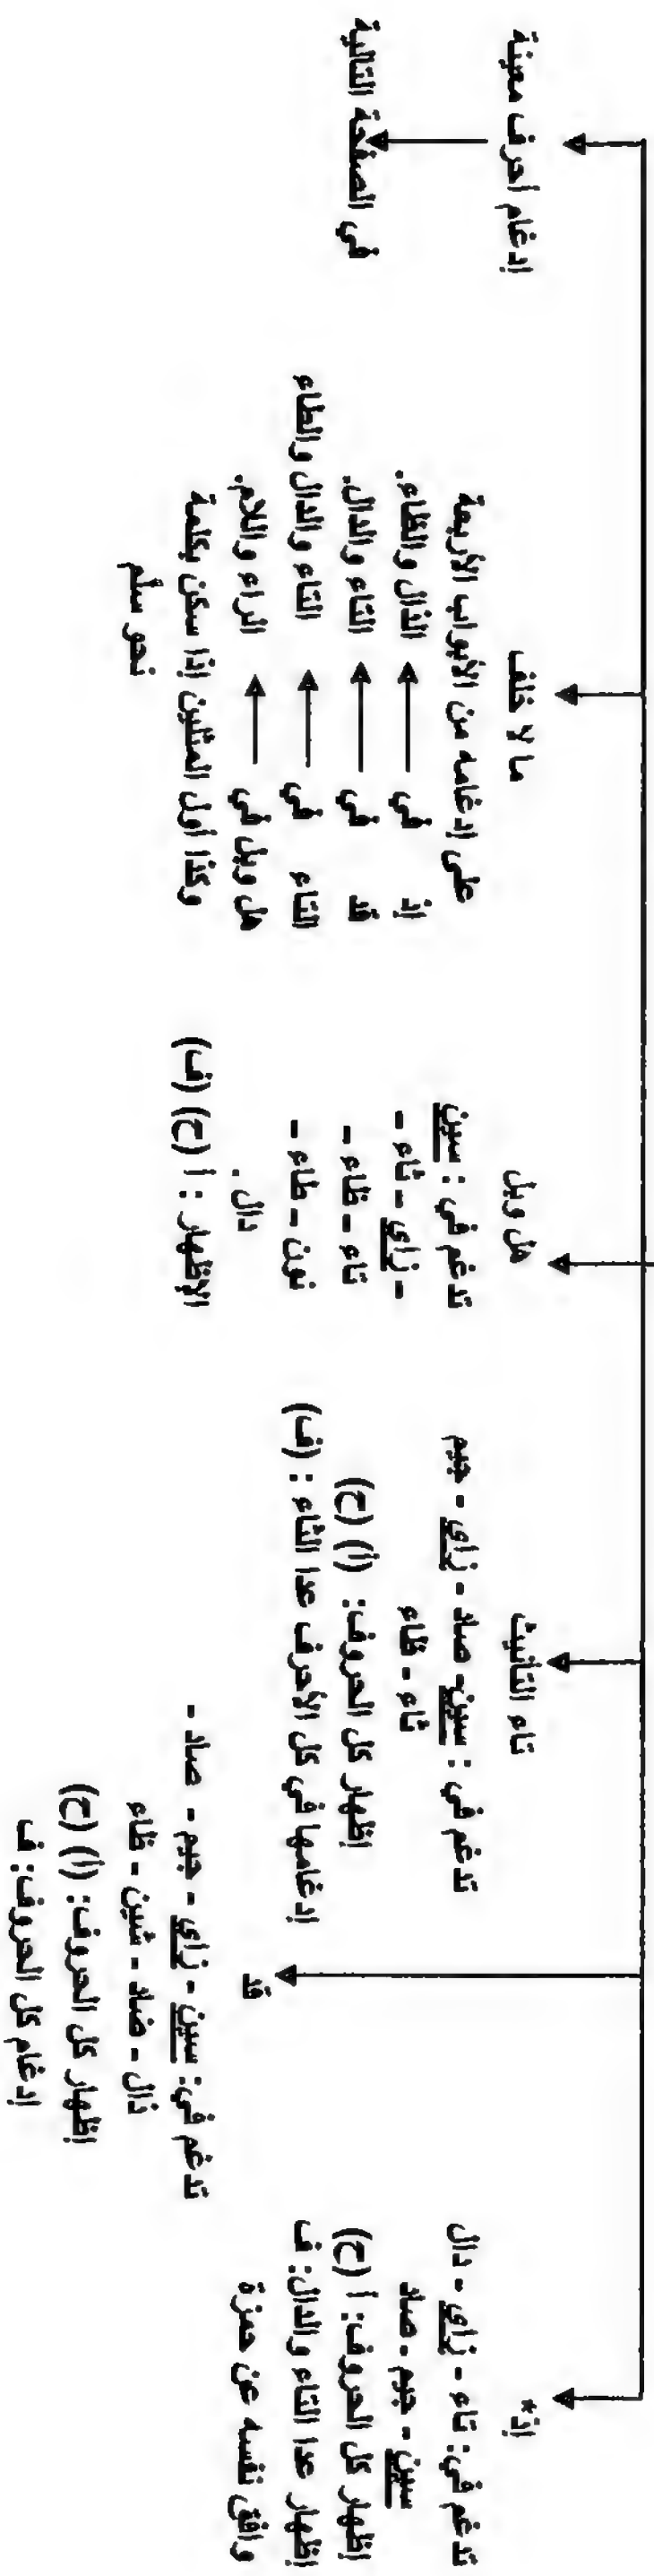 إذ*
تدغم في: تاء - زاي - دال
سين - جيم - صاد
إظهار كل الحروف: أ (ح)
إظهار عدا التاء والدال: ف
وافق نفسه عن حمزة
قد
تدغم في: سين - زاي - جيم - صاد -
ذال - ضاد - شين - ظاء
إظهار كل الحروف: (أ) (ح)
إدغام كل الحروف: ف
تاء التأنيث
تدغم في: سين - صاد - زاي - جيم
ثاء - ظاء
إظهار كل الحروف: (أ) (ح)
إدغامها في كل الأحرف عدا الثاء: (ف)
هل وبل
تدغم في: سين
- زاي - ثاء -
تاء - ظاء -
نون - طاء -
دال.
الإظهار: أ (ح) (ف)
ما لا خلف
على إدغامه من الأبواب الأربعة
إذ في الذال والظاء.
قد في التاء والدال.
التاء في التاء والدال والطاء
هل وبل في الراء واللام.
وكذا أول المثلين إذا سكن بكلمة
نحو سلم
إدغام أحرف معينة
في الصفحة التالية